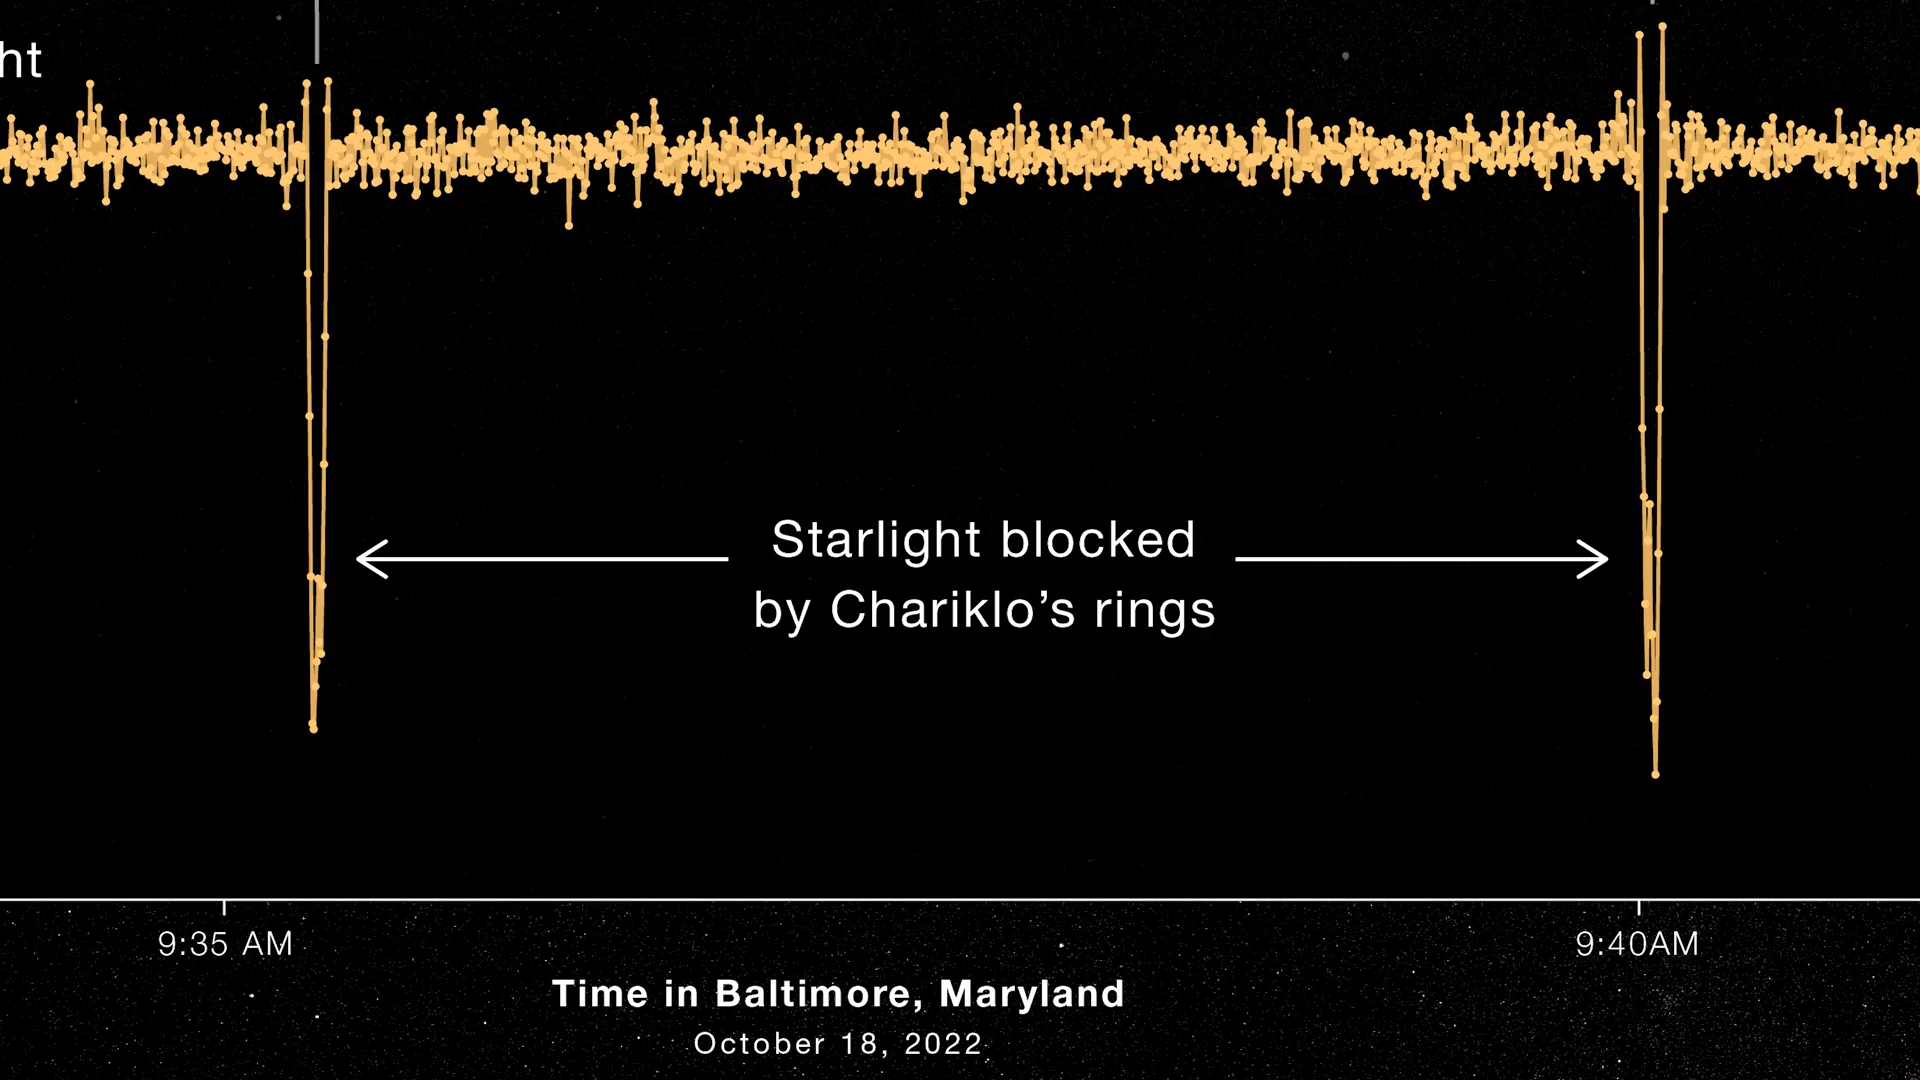 ht
Starlight blocked
by Chariklo’s rings
9:35 AM
9:40AM
Time in Baltimore, Maryland
October 18, 2022